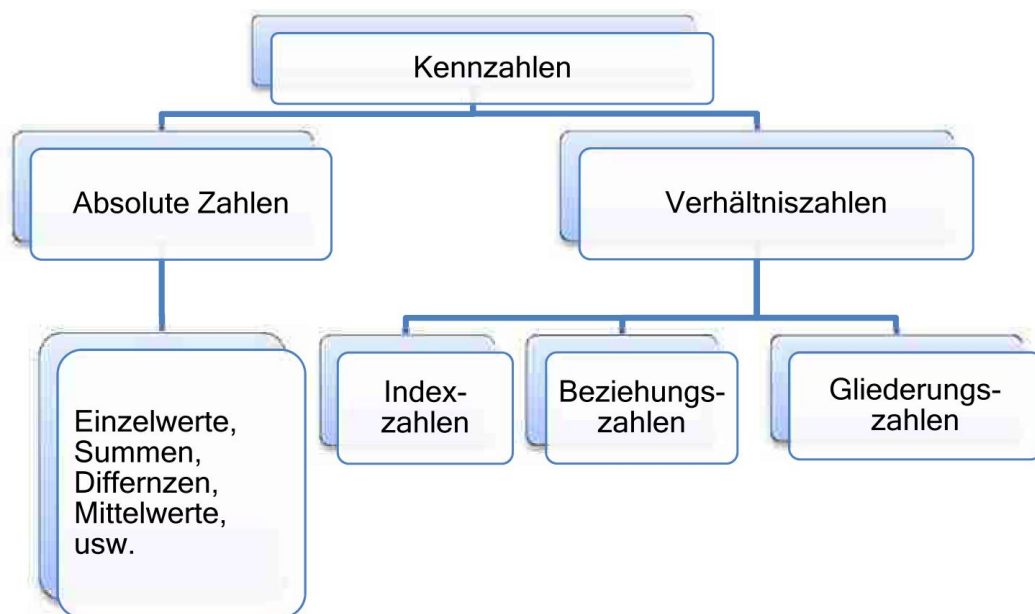 Kennzahlen
Absolute Zahlen
Verhältniszahlen
Einzelwerte,
Summen,
Differnzen,
Mittelwerte,
usw.
Index-
zahlen
Beziehungs-
zahlen
Gliederungs-
zahlen